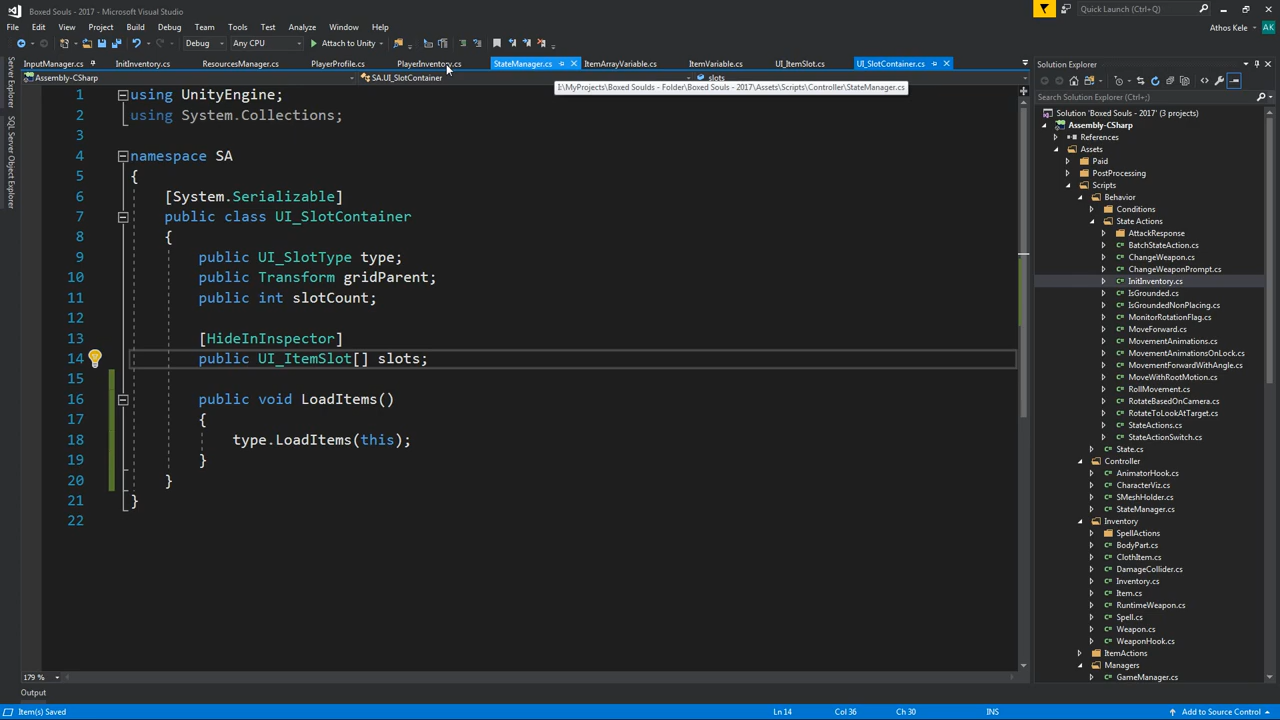 Boxed Souls - 2017 - Microsoft Visual Studio
Quick Launch (Ctrl+Q)
File Edit View Project Build Debug Team Tools Test Analyze Window Help
Athos Kele AK
Debug Any CPU Attach to Unity
InputManager.cs InitInventory.cs ResourcesManager.cs PlayerProfile.cs PlayerInventory.cs StateManager.cs ItemArrayVariable.cs ItemVariable.cs UI_ItemSlot.cs UI_SlotContainer.cs
Assembly-CSharp SA.UI_SlotContainer slots
I:\MyProjects\Boxed Soulds - Folder\Boxed Souls - 2017\Assets\Scripts\Controller\StateManager.cs
Server Explorer
SQL Server Object Explorer
1 using UnityEngine;
2 using System.Collections;
3
4 namespace SA
5 {
6 [System.Serializable]
7 public class UI_SlotContainer
8 {
9 public UI_SlotType type;
10 public Transform gridParent;
11 public int slotCount;
12
13 [HideInInspector]
14 public UI_ItemSlot[] slots;
15
16 public void LoadItems()
17 {
18 type.LoadItems(this);
19 }
20 }
21 }
22
179 %
Output
Item(s) Saved Ln 14 Col 36 Ch 30 INS Add to Source Control
Solution Explorer
Search Solution Explorer (Ctrl+;)
Solution 'Boxed Souls - 2017' (3 projects)
Assembly-CSharp
References
Assets
Paid
PostProcessing
Scripts
Behavior
Conditions
State Actions
AttackResponse
BatchStateAction.cs
ChangeWeapon.cs
ChangeWeaponPrompt.cs
InitInventory.cs
IsGrounded.cs
IsGroundedNonPlacing.cs
MonitorRotationFlag.cs
MoveForward.cs
MovementAnimations.cs
MovementAnimationsOnLock.cs
MovementForwardWithAngle.cs
MoveWithRootMotion.cs
RollMovement.cs
RotateBasedOnCamera.cs
RotateToLookAtTarget.cs
StateActions.cs
StateActionSwitch.cs
State.cs
Controller
AnimatorHook.cs
CharacterViz.cs
SMeshHolder.cs
StateManager.cs
Inventory
SpellActions
BodyPart.cs
ClothItem.cs
DamageCollider.cs
Inventory.cs
Item.cs
RuntimeWeapon.cs
Spell.cs
Weapon.cs
WeaponHook.cs
ItemActions
Managers
GameManager.cs